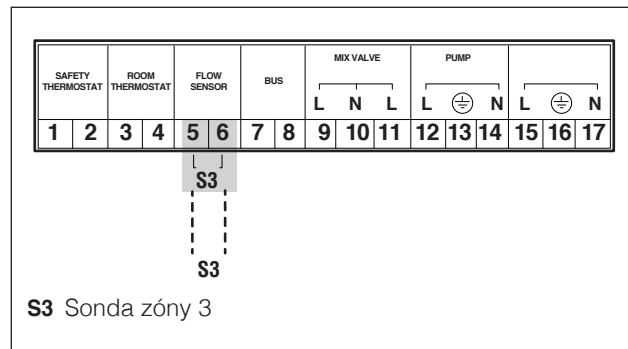 SAFETY THERMOSTAT ROOM THERMOSTAT FLOW SENSOR BUS MIX VALVE PUMP
L N L L N L N
1 2 3 4 5 6 7 8 9 10 11 12 13 14 15 16 17
S3
S3
S3 Sonda zóny 3